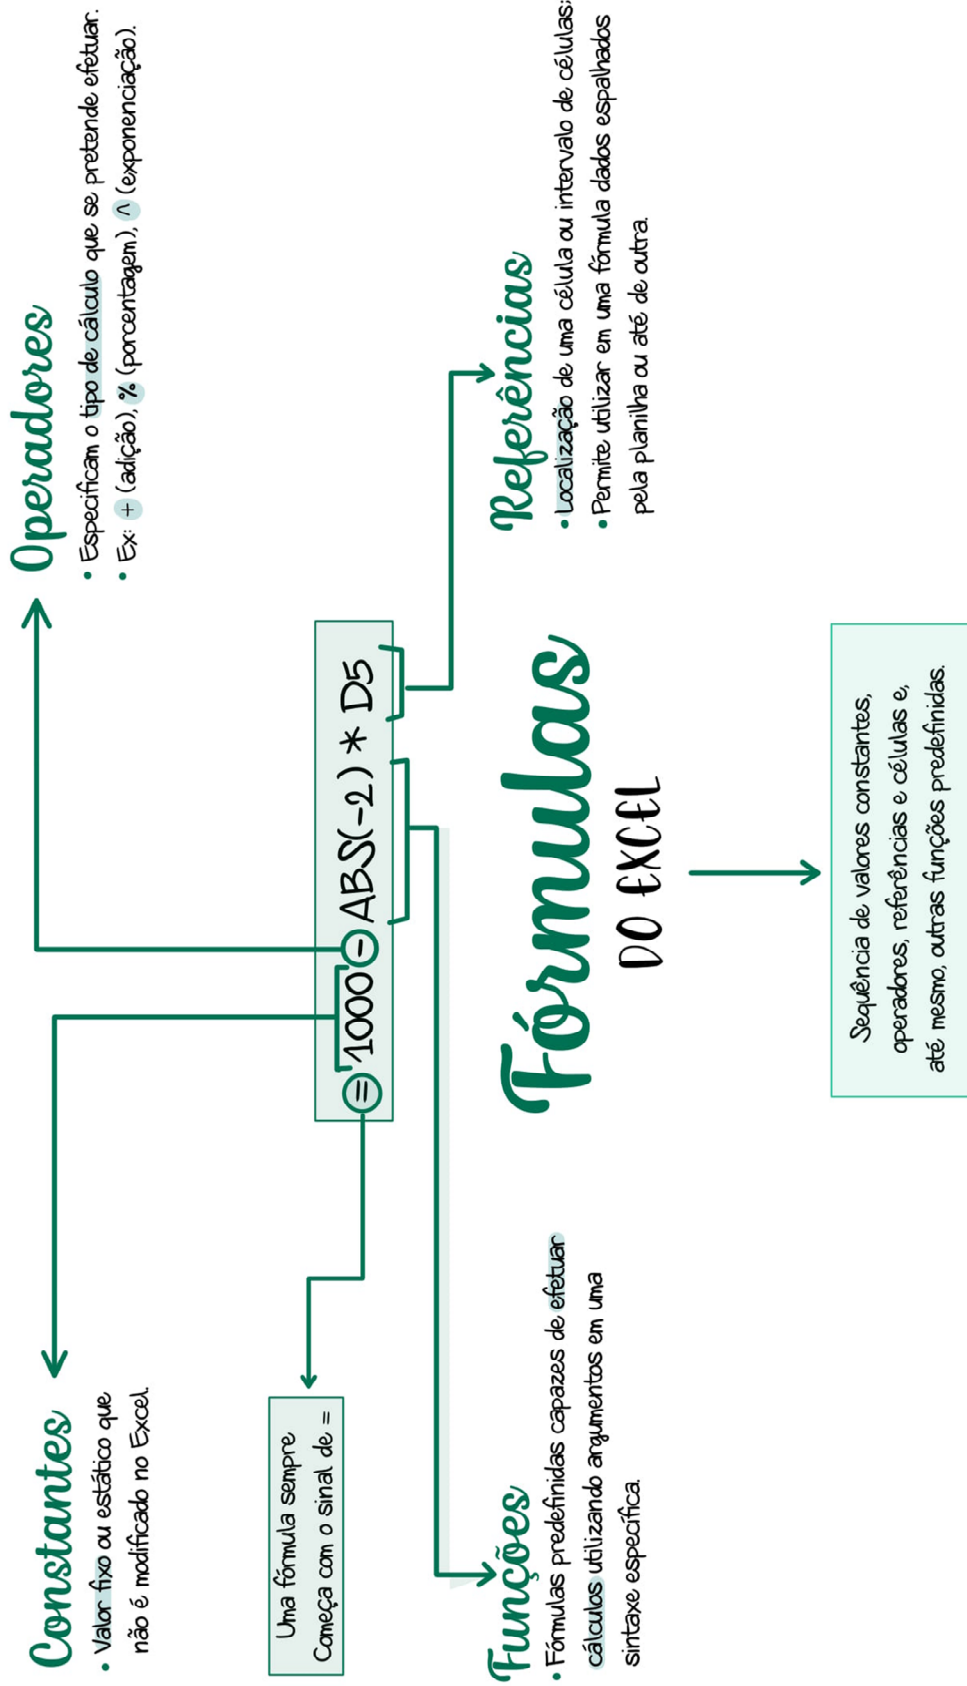 Constantes
• Valor fixo ou estático que
não é modificado no Excel.
Operadores
• Especificam o tipo de cálculo que se pretende efetuar.
• Ex: + (adição), % (porcentagem), ^ (exponenciação).
Uma fórmula sempre
Começa com o sinal de =
= 1000 - ABS(-2) * D5
Funções
• Fórmulas predefinidas capazes de efetuar
cálculos utilizando argumentos em uma
sintaxe específica.
Referências
• Localização de uma célula ou intervalo de células;
• Permite utilizar em uma fórmula dados espalhados
pela planilha ou até de outra.
Fórmulas
DO EXCEL
Sequência de valores constantes,
operadores, referências e células e,
até mesmo, outras funções predefinidas.